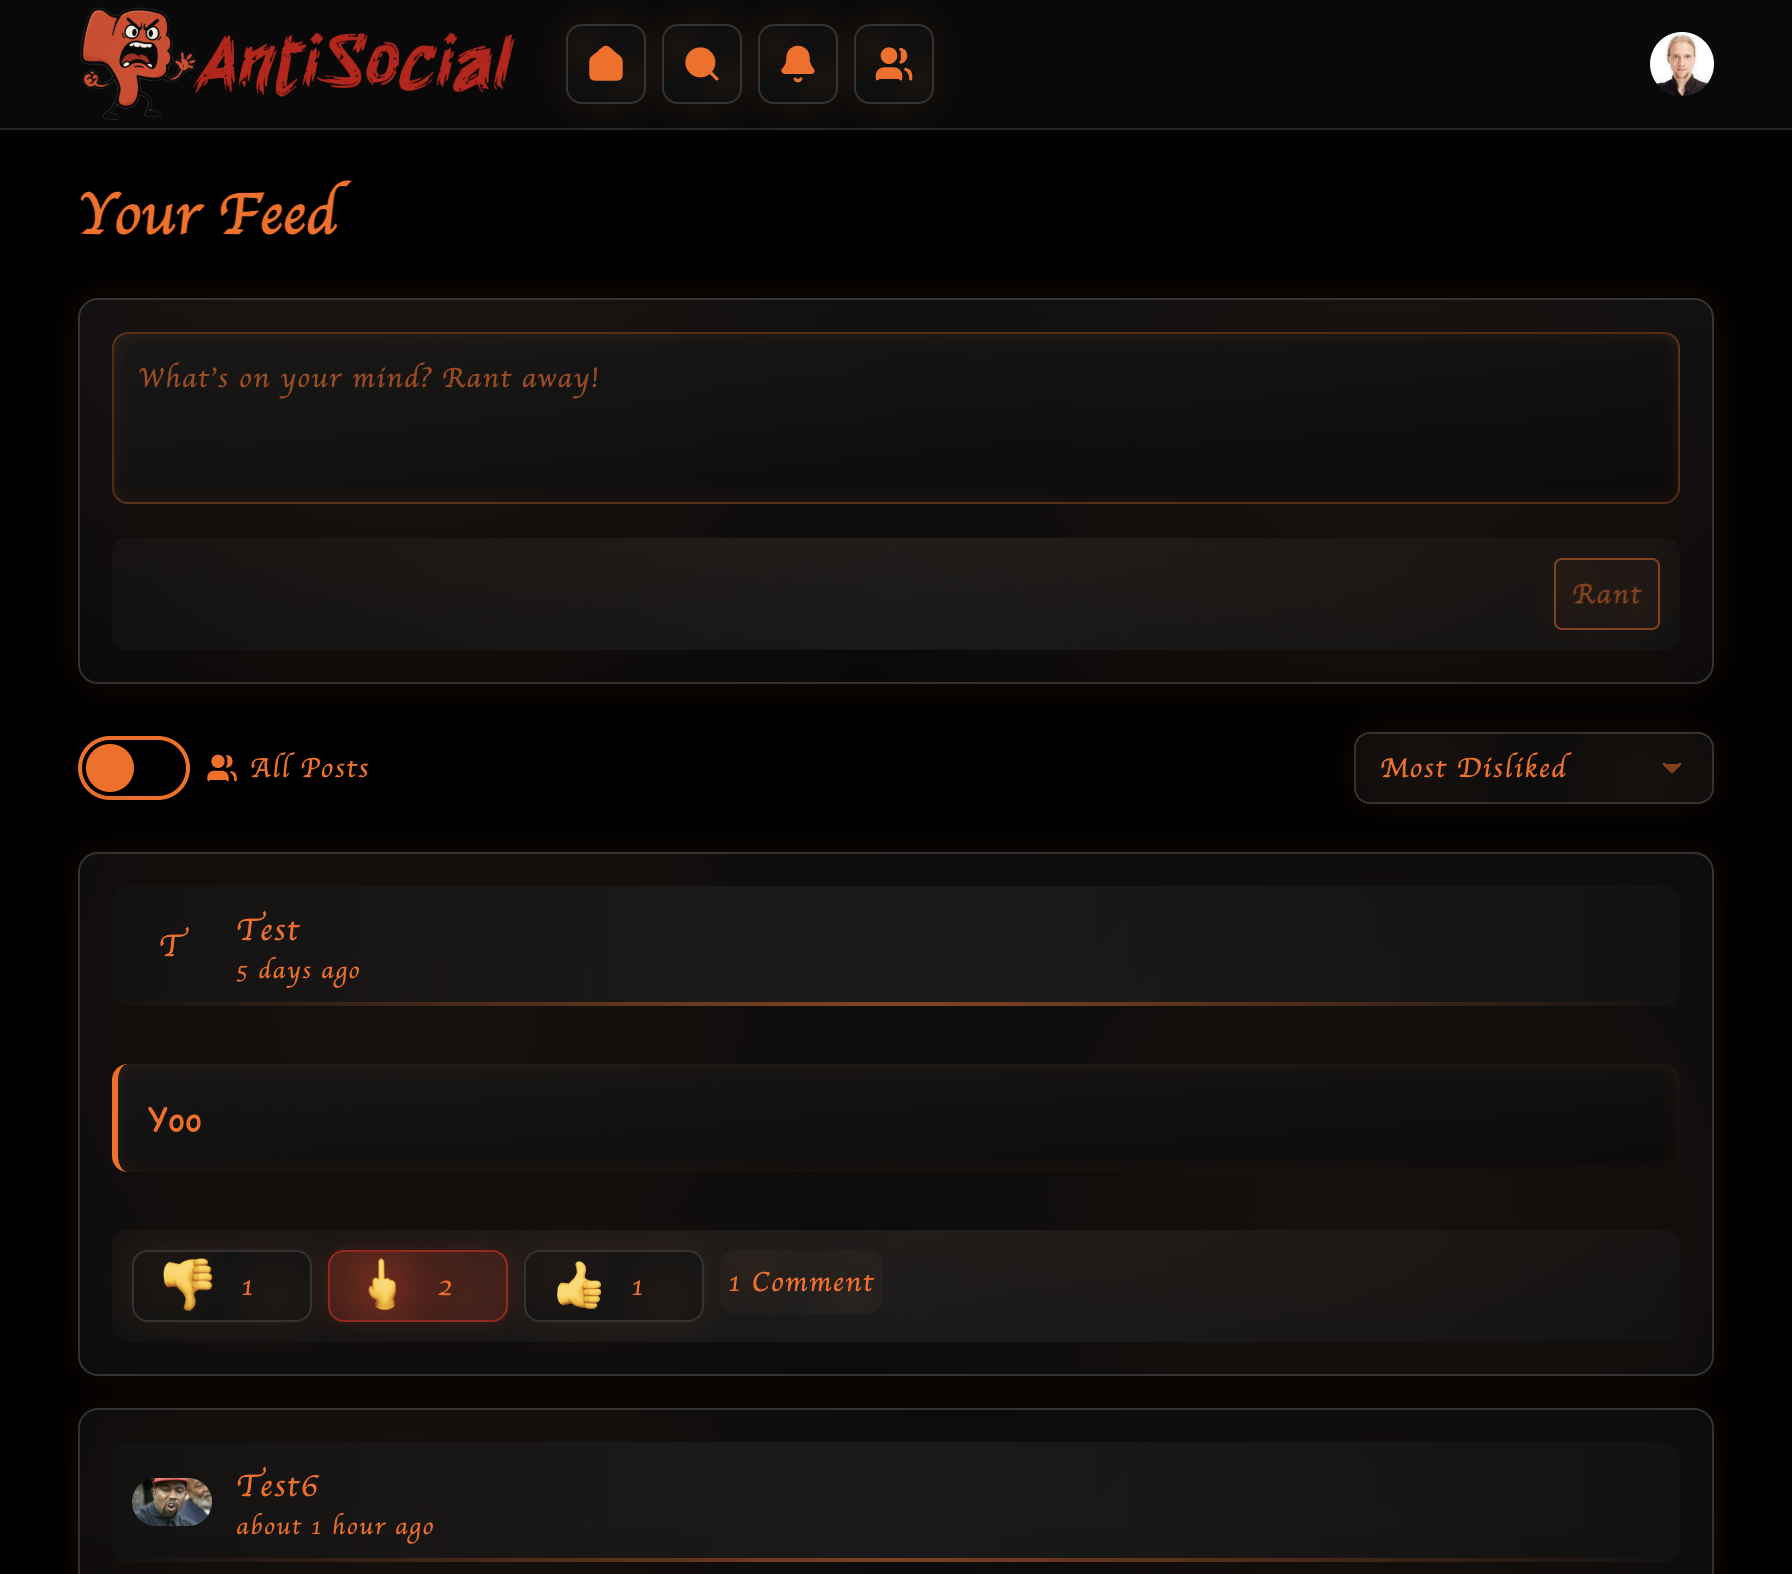 AntiSocial
Your Feed
What's on your mind? Rant away!
Rant
All Posts
Most Disliked
T
Test
5 days ago
Yoo
1
2
1
1 Comment
Test6
about 1 hour ago